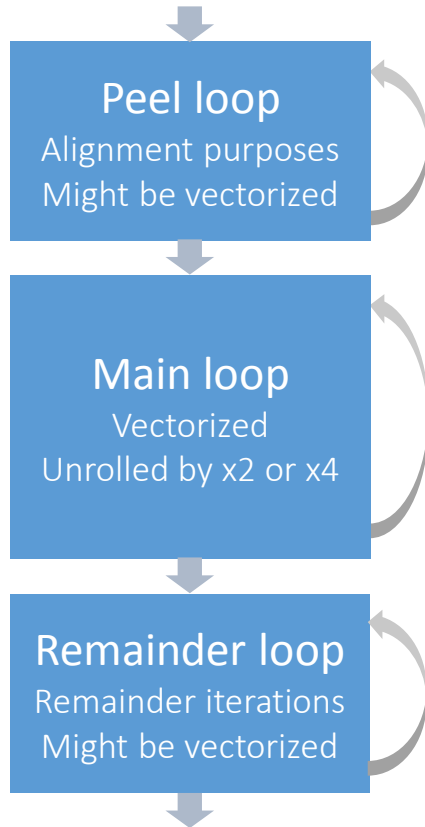 Peel loop
Alignment purposes
Might be vectorized
Main loop
Vectorized
Unrolled by x2 or x4
Remainder loop
Remainder iterations
Might be vectorized